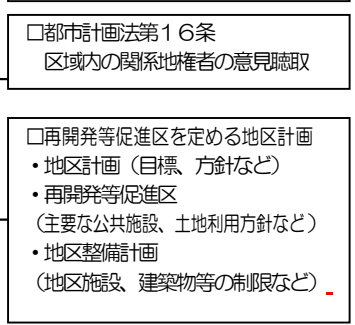 □都市計画法第１６条
区域内の関係地権者の意見聴取
□再開発等促進区を定める地区計画
・地区計画（目標、方針など）
・再開発等促進区
（主要な公共施設、土地利用方針など）
・地区整備計画
（地区施設、建築物等の制限など）